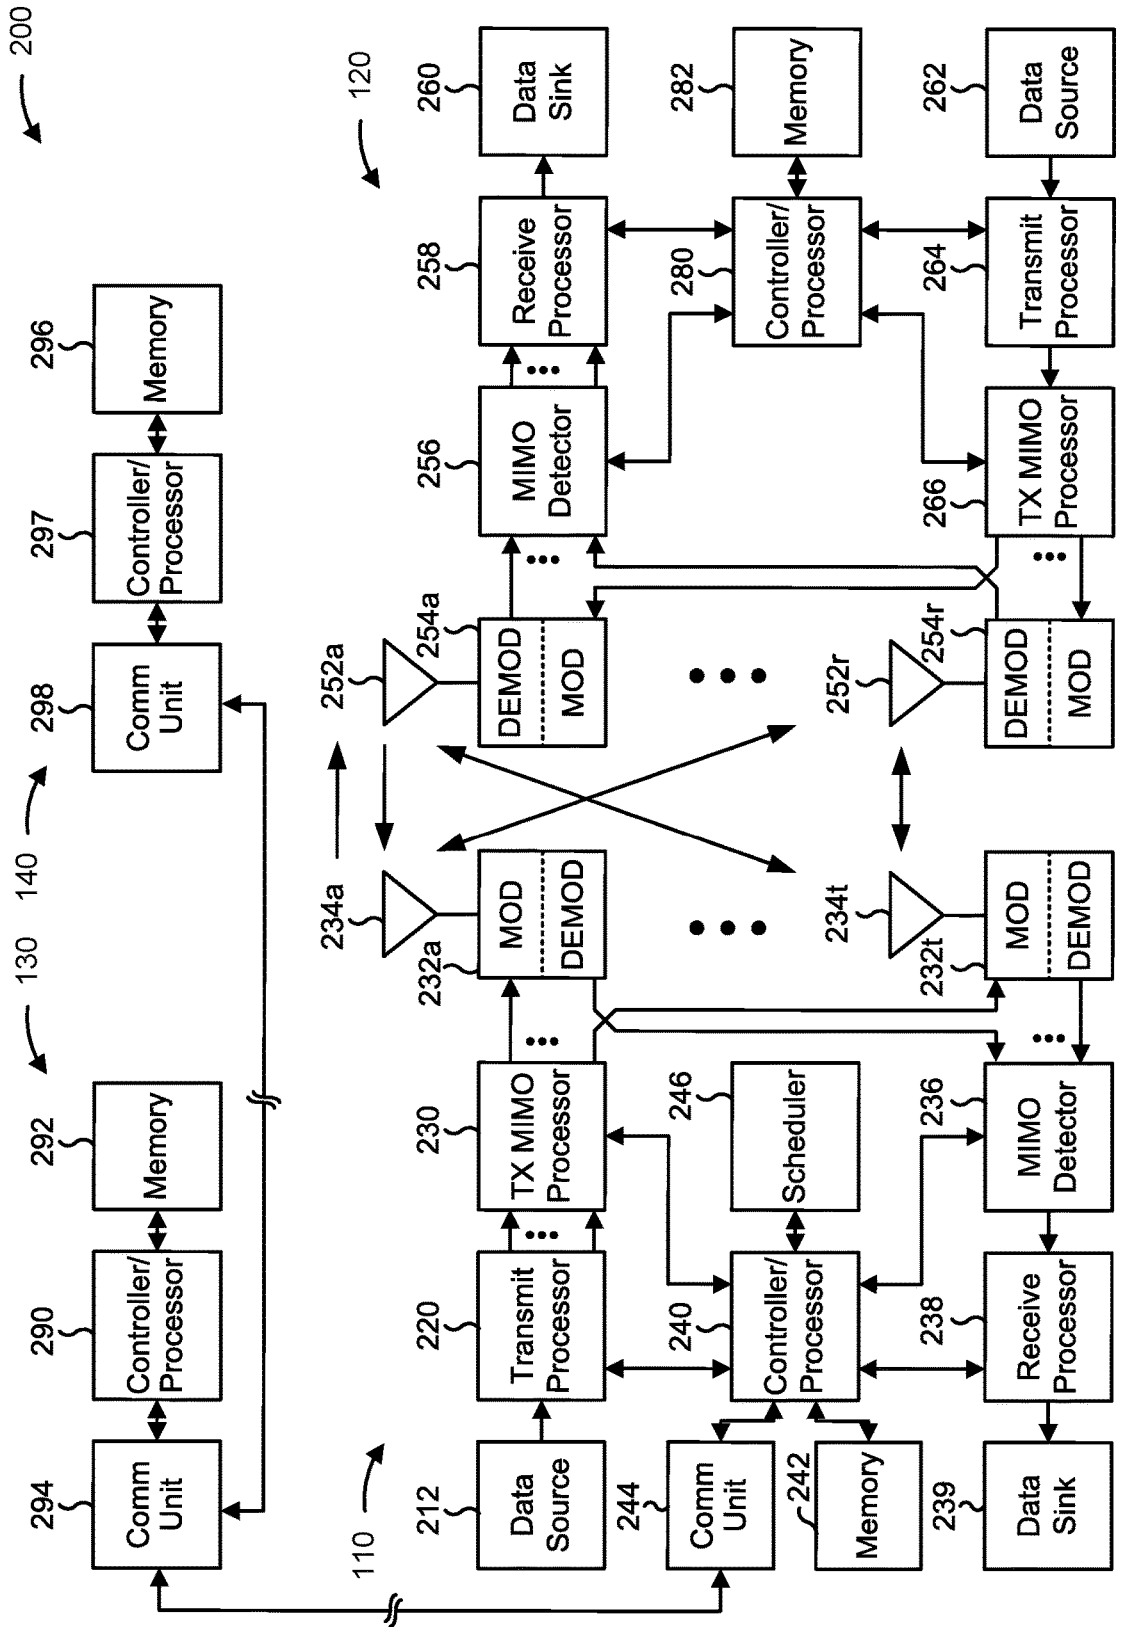 200
130
140
294
Comm
Unit
290
Controller/
Processor
292
Memory
298
Comm
Unit
297
Controller/
Processor
296
Memory
110
120
212
Data
Source
220
Transmit
Processor
230
TX MIMO
Processor
232a
MOD
DEMOD
234a
252a
254a
DEMOD
MOD
256
MIMO
Detector
258
Receive
Processor
260
Data
Sink
244
Comm
Unit
242
Memory
240
Controller/
Processor
246
Scheduler
280
Controller/
Processor
282
Memory
239
Data
Sink
238
Receive
Processor
236
MIMO
Detector
232t
MOD
DEMOD
234t
252r
254r
DEMOD
MOD
266
TX MIMO
Processor
264
Transmit
Processor
262
Data
Source